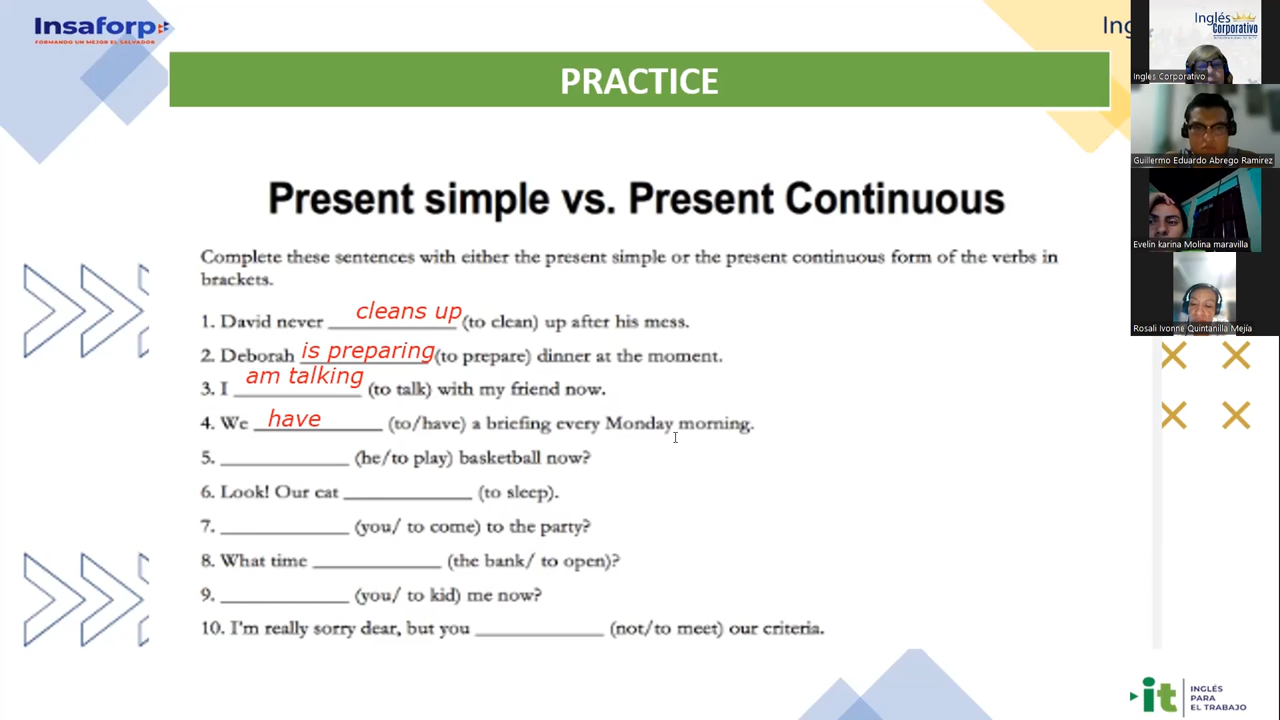 Insaforp
FORMANDO UN MEJOR EL SALVADOR
Ing
PRACTICE
Present simple vs. Present Continuous
Complete these sentences with either the present simple or the present continuous form of the verbs in
brackets.
1. David never cleans up (to clean) up after his mess.
2. Deborah is preparing (to prepare) dinner at the moment.
3. I am talking (to talk) with my friend now.
4. We have (to/have) a briefing every Monday morning.
5. ____________ (he/to play) basketball now?
6. Look! Our cat ____________ (to sleep).
7. ____________ (you/ to come) to the party?
8. What time ____________ (the bank/ to open)?
9. ____________ (you/ to kid) me now?
10. I'm really sorry dear, but you ____________ (not/to meet) our criteria.
Inglés
Corporativo
Ingles Corporativo
Guillermo Eduardo Abrego Ramirez
Evelin karina Molina maravilla
Rosali Ivonne Quintanilla Mejía
it
INGLÉS
PARA
EL TRABAJO